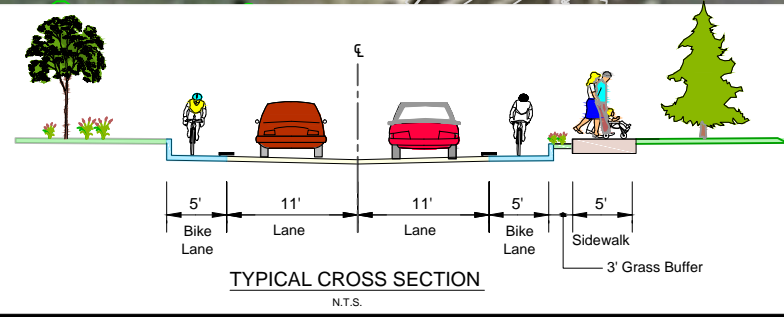 ℄
5' 11' 11' 5' 5'
Bike Lane Lane Bike Sidewalk
Lane Lane
3' Grass Buffer
TYPICAL CROSS SECTION
N.T.S.